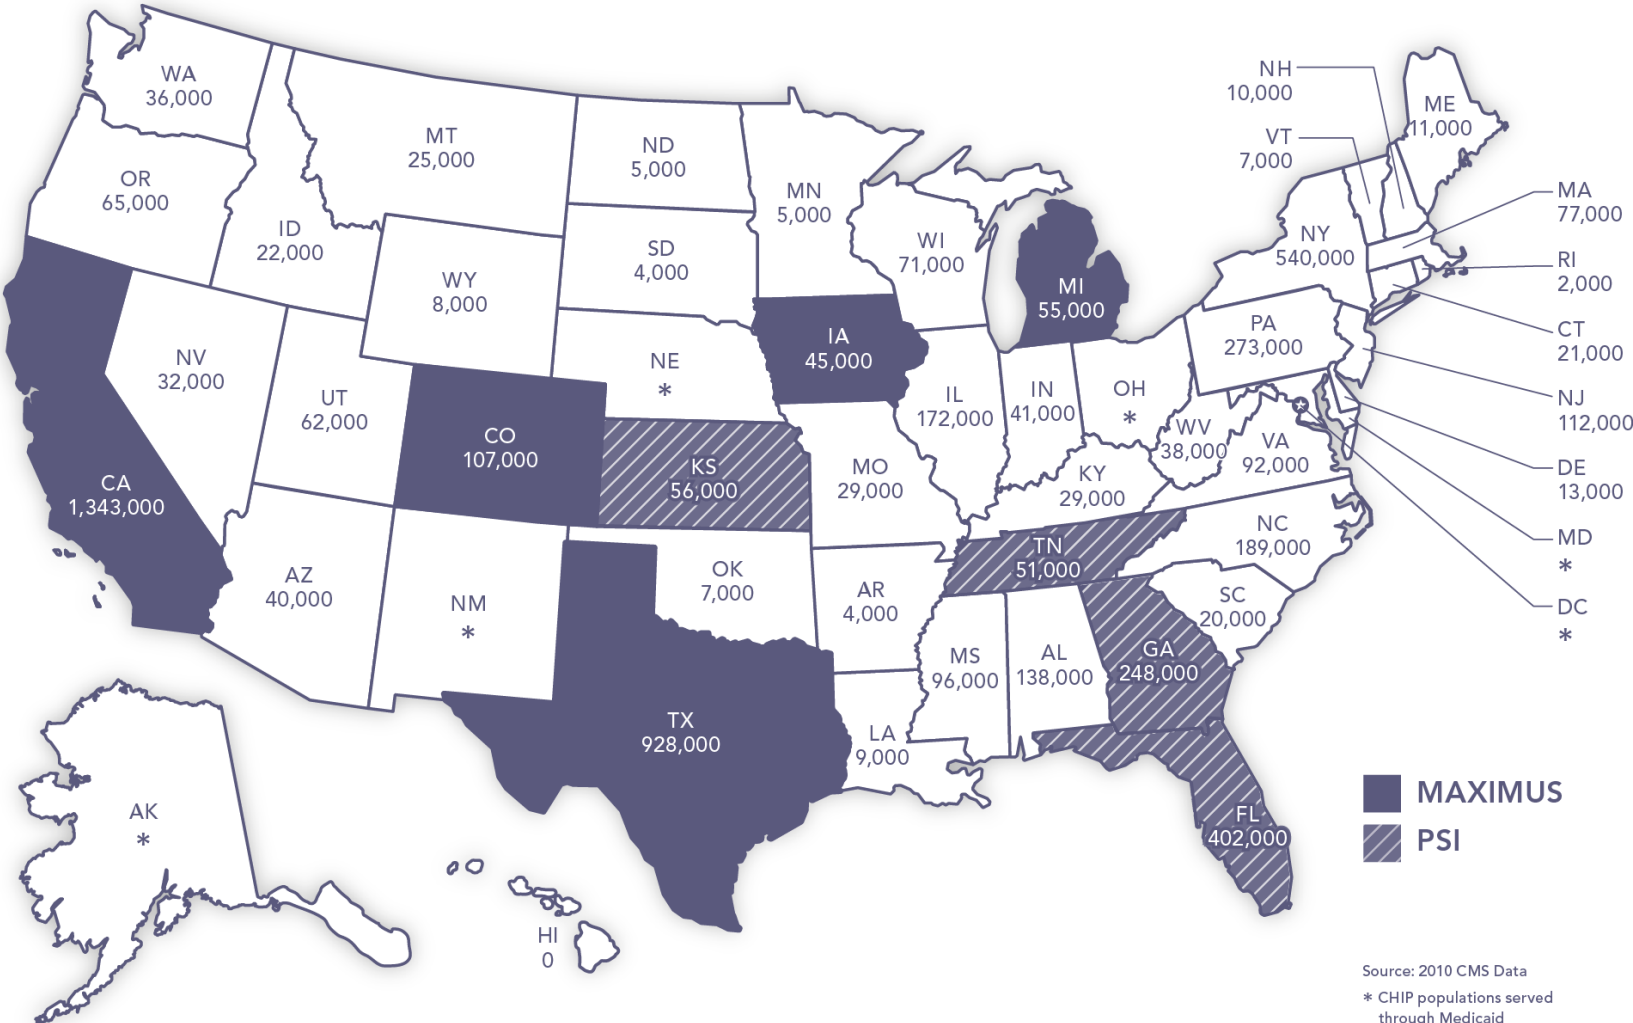 WA
36,000
OR
65,000
ID
22,000
MT
25,000
ND
5,000
SD
4,000
MN
5,000
WI
71,000
MI
55,000
NH
10,000
VT
7,000
ME
11,000
NY
540,000
MA
77,000
RI
2,000
CT
21,000
NJ
112,000
DE
13,000
MD
*
DC
*
PA
273,000
WY
8,000
NV
32,000
UT
62,000
CA
1,343,000
CO
107,000
NE
*
IA
45,000
KS
56,000
IL
172,000
IN
41,000
OH
*
WV
38,000
VA
92,000
KY
29,000
MO
29,000
NC
189,000
TN
51,000
SC
20,000
AZ
40,000
NM
*
OK
7,000
AR
4,000
MS
96,000
AL
138,000
GA
248,000
TX
928,000
LA
9,000
FL
402,000
AK
*
HI
0
MAXIMUS
PSI
Source: 2010 CMS Data
* CHIP populations served
through Medicaid